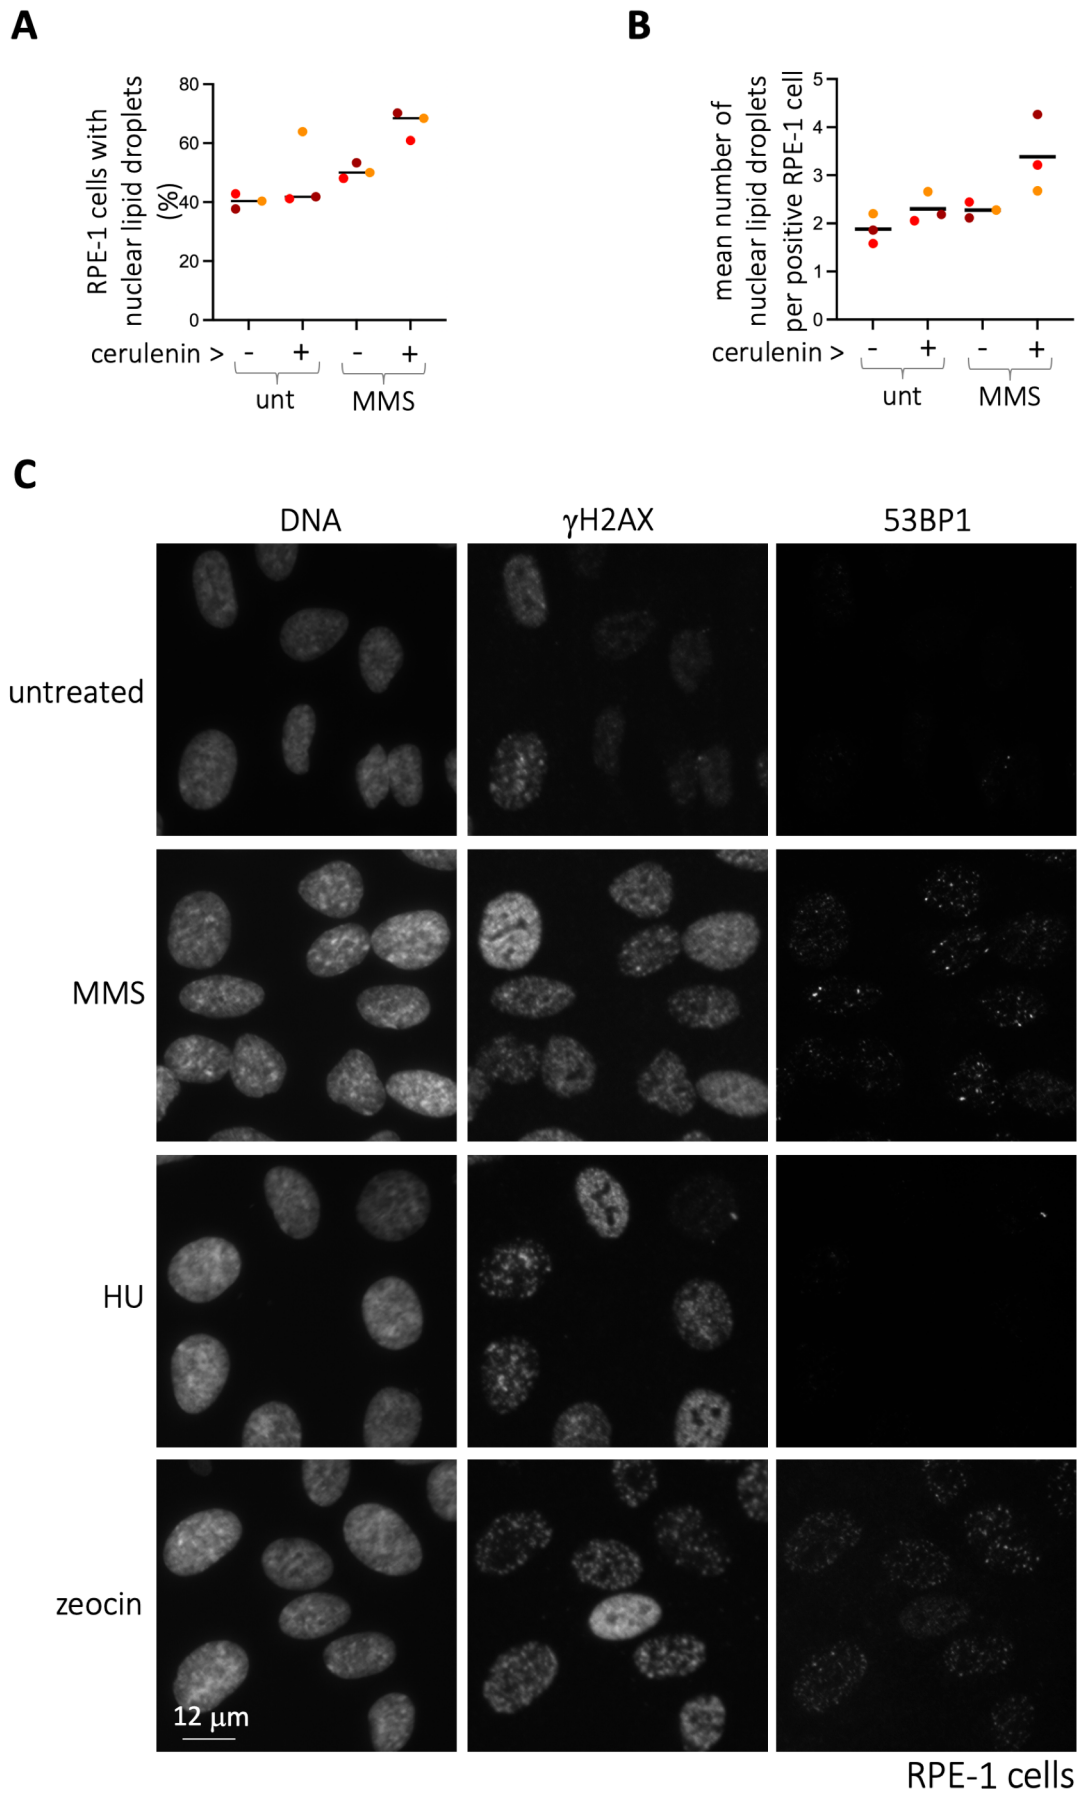 A
RPE-1 cells with
nuclear lipid droplets
(%)
80
60
40
20
0
cerulenin > - + - +
unt MMS
B
mean number of
nuclear lipid droplets
per positive RPE-1 cell
5
4
3
2
1
0
cerulenin > - + - +
unt MMS
C
DNA γH2AX 53BP1
untreated
MMS
HU
zeocin
12 μm
RPE-1 cells